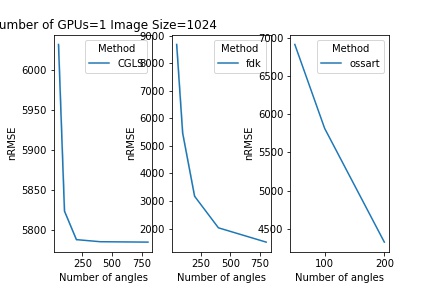 umber of GPUs=1 Image Size=1024
Method
CGLS
6000
5950
5900
5850
5800
nRMSE
250
500
750
Number of angles
Method
fdk
9000
8000
7000
6000
5000
4000
3000
2000
nRMSE
250
500
750
Number of angles
Method
ossart
7000
6500
6000
5500
5000
4500
nRMSE
100
200
Number of angles